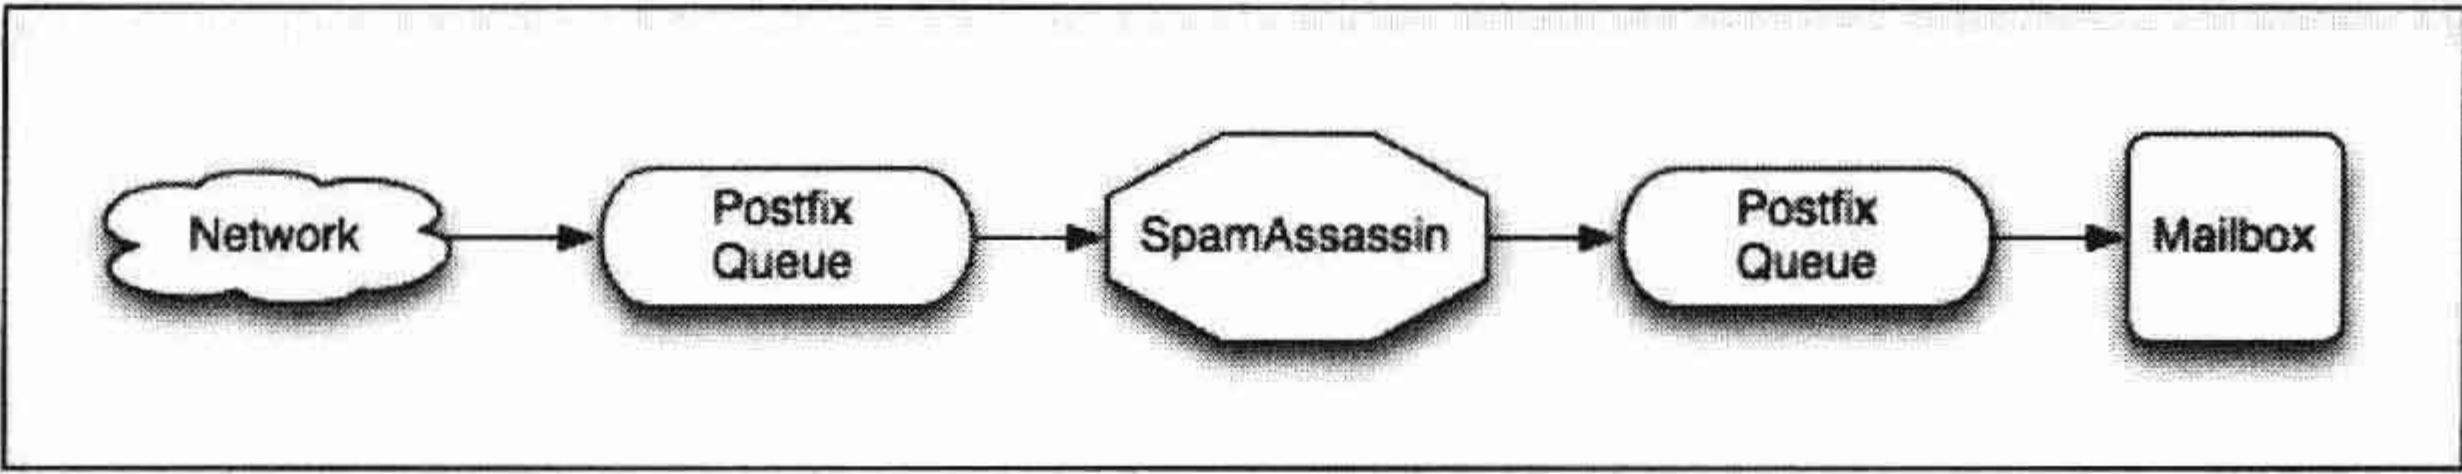 Network
Postfix
Queue
SpamAssassin
Postfix
Queue
Mailbox